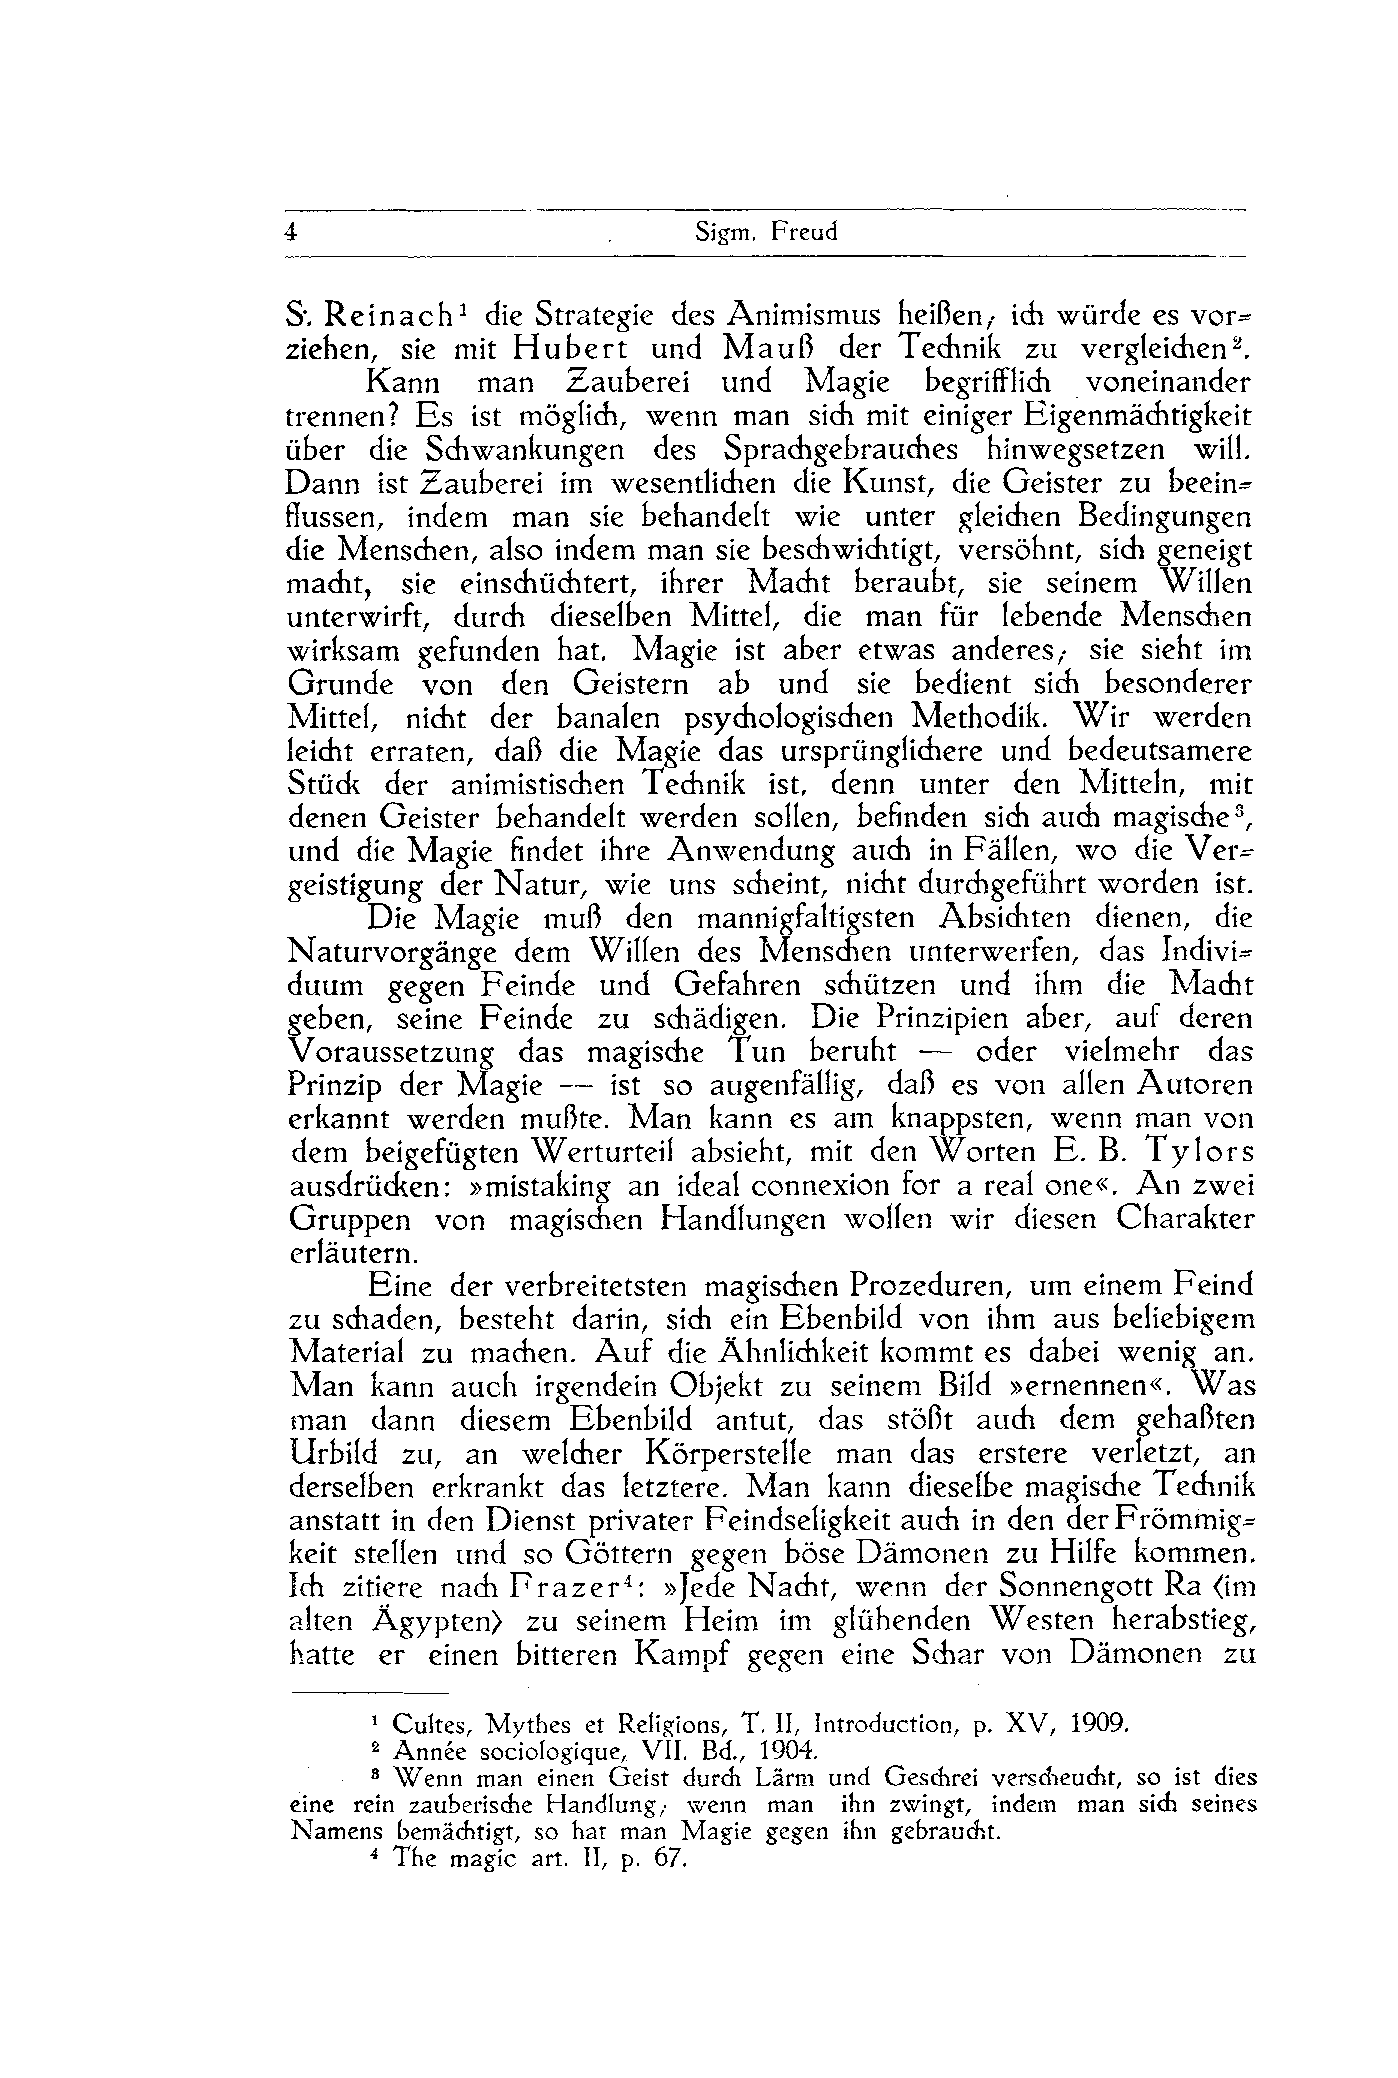 4 Sigm. Freud
S. Reinach¹ die Strategie des Animismus heißen; ich würde es vor-
ziehen, sie mit Hubert und Mauß der Technik zu vergleichen².
Kann man Zauberei und Magie begrifflich voneinander
trennen? Es ist möglich, wenn man sich mit einiger Eigenmächtigkeit
über die Schwankungen des Sprachgebrauches hinwegsetzen will.
Dann ist Zauberei im wesentlichen die Kunst, die Geister zu beein-
flussen, indem man sie behandelt wie unter gleichen Bedingungen
die Menschen, also indem man sie beschwichtigt, versöhnt, sich geneigt
macht, sie einschüchtert, ihrer Macht beraubt, sie seinem Willen
unterwirft, durch dieselben Mittel, die man für lebende Menschen
wirksam gefunden hat. Magie ist aber etwas anderes; sie sieht im
Grunde von den Geistern ab und sie bedient sich besonderer
Mittel, nicht der banalen psychologischen Methodik. Wir werden
leicht erraten, daß die Magie das ursprünglichere und bedeutsamere
Stück der animistischen Technik ist, denn unter den Mitteln, mit
denen Geister behandelt werden sollen, befinden sich auch magische³,
und die Magie findet ihre Anwendung auch in Fällen, wo die Ver-
geistigung der Natur, wie uns scheint, nicht durchgeführt worden ist.
Die Magie muß den mannigfaltigsten Absichten dienen, die
Naturvorgänge dem Willen des Menschen unterwerfen, das Indivi-
duum gegen Feinde und Gefahren schützen und ihm die Macht
geben, seine Feinde zu schädigen. Die Prinzipien aber, auf deren
Voraussetzung das magische Tun beruht — oder vielmehr das
Prinzip der Magie — ist so augenfällig, daß es von allen Autoren
erkannt werden mußte. Man kann es am knappsten, wenn man von
dem beigefügten Werturteil absieht, mit den Worten E. B. Tylors
ausdrücken: »mistaking an ideal connexion for a real one«. An zwei
Gruppen von magischen Handlungen wollen wir diesen Charakter
erläutern.
Eine der verbreitetsten magischen Prozeduren, um einem Feind
zu schaden, besteht darin, sich ein Ebenbild von ihm aus beliebigem
Material zu machen. Auf die Ähnlichkeit kommt es dabei wenig an.
Man kann auch irgendein Objekt zu seinem Bild »ernennen«. Was
man dann diesem Ebenbild antut, das stößt auch dem gehaßten
Urbild zu, an welcher Körperstelle man das erstere verletzt, an
derselben erkrankt das letztere. Man kann dieselbe magische Technik
anstatt in den Dienst privater Feindseligkeit auch in den der Frömmig-
keit stellen und so Göttern gegen böse Dämonen zu Hilfe kommen.
Ich zitiere nach Frazer⁴: »Jede Nacht, wenn der Sonnengott Ra (im
alten Ägypten) zu seinem Heim im glühenden Westen herabstieg,
hatte er einen bitteren Kampf gegen eine Schar von Dämonen zu
¹ Cultes, Mythes et Religions, T. II, Introduction, p. XV, 1909.
² Année sociologique, VII. Bd., 1904.
³ Wenn man einen Geist durch Lärm und Geschrei verscheucht, so ist dies
eine rein zauberische Handlung; wenn man ihn zwingt, indem man sich seines
Namens bemächtigt, so hat man Magie gegen ihn gebraucht.
⁴ The magic art. II, p. 67.